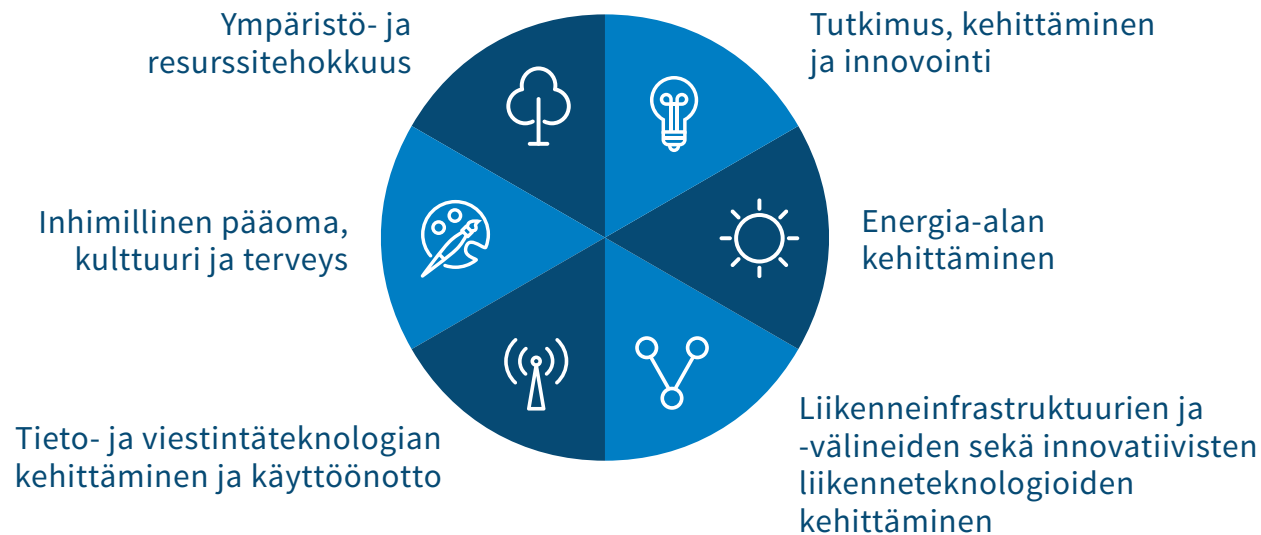 Ympäristö- ja
resurssitehokkuus
Tutkimus, kehittäminen
ja innovointi
Inhimillinen pääoma,
kulttuuri ja terveys
Energia-alan
kehittäminen
Tieto- ja viestintäteknologian
kehittäminen ja käyttöönotto
Liikenneinfrastruktuurien ja
-välineiden sekä innovatiivisten
liikenneteknologioiden
kehittäminen